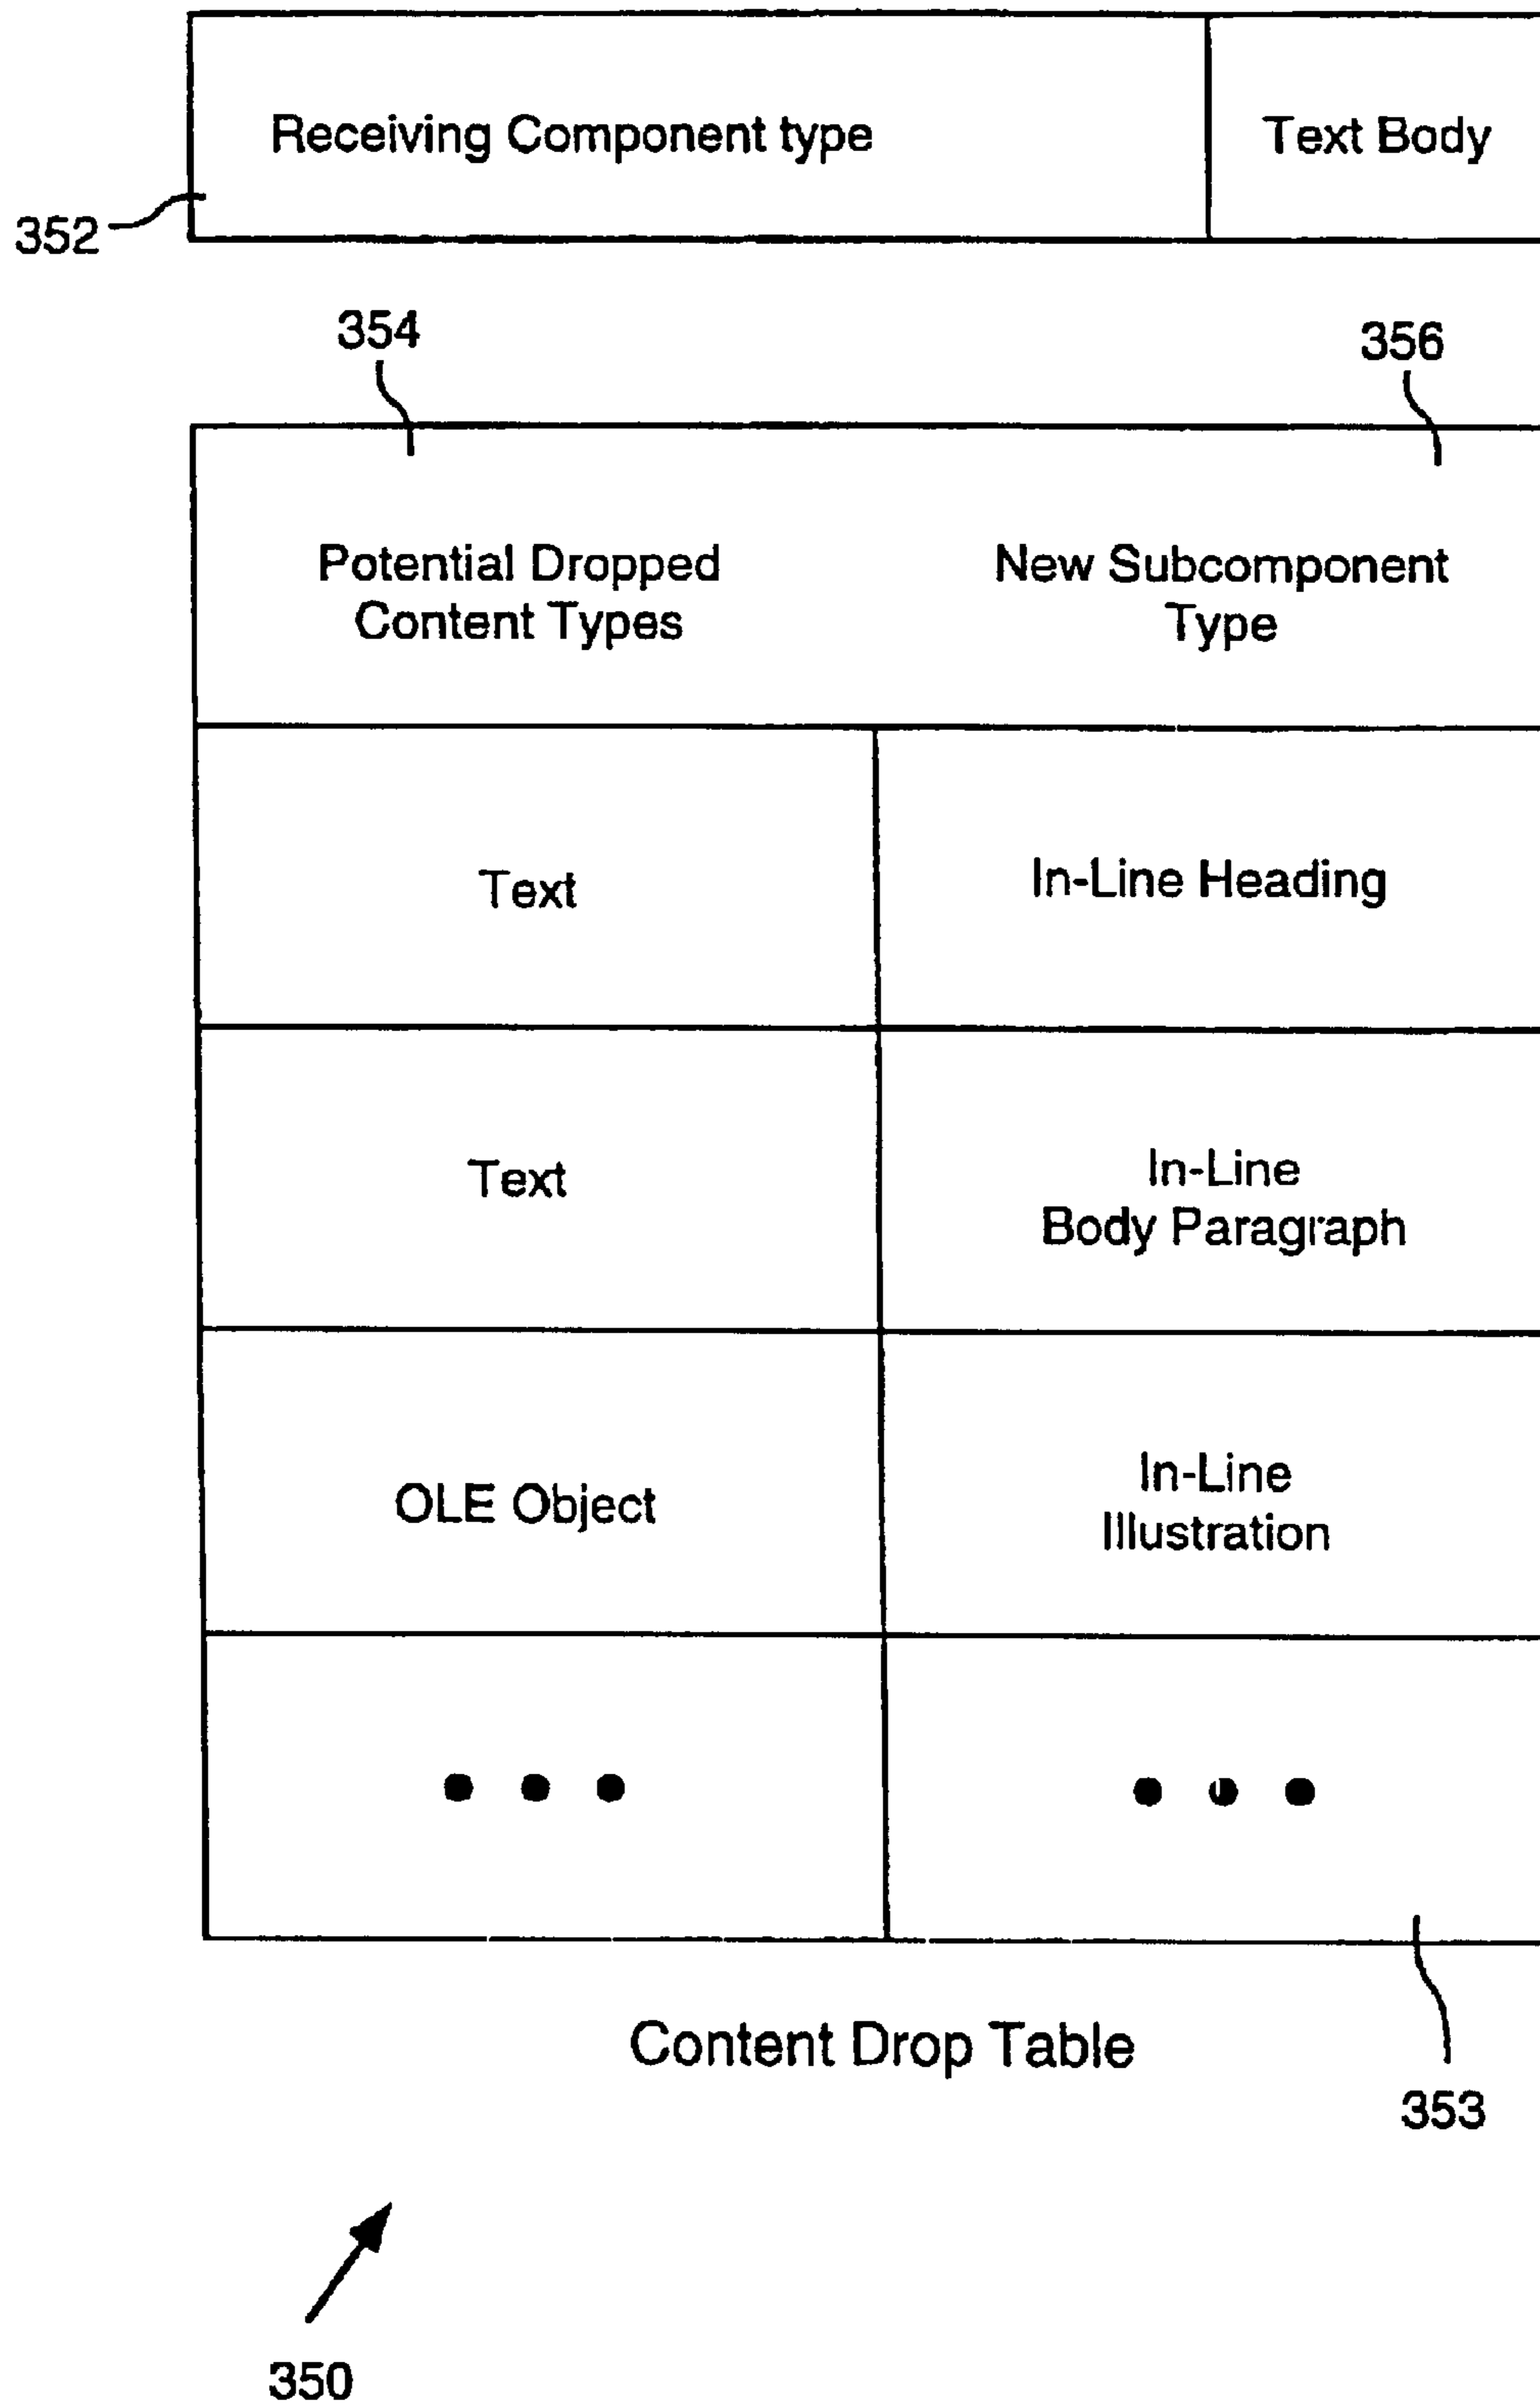 Receiving Component type Text Body
352
354 356
Potential Dropped New Subcomponent
Content Types Type
Text In-Line Heading
Text In-Line
Body Paragraph
OLE Object In-Line
Illustration
Content Drop Table
353
350